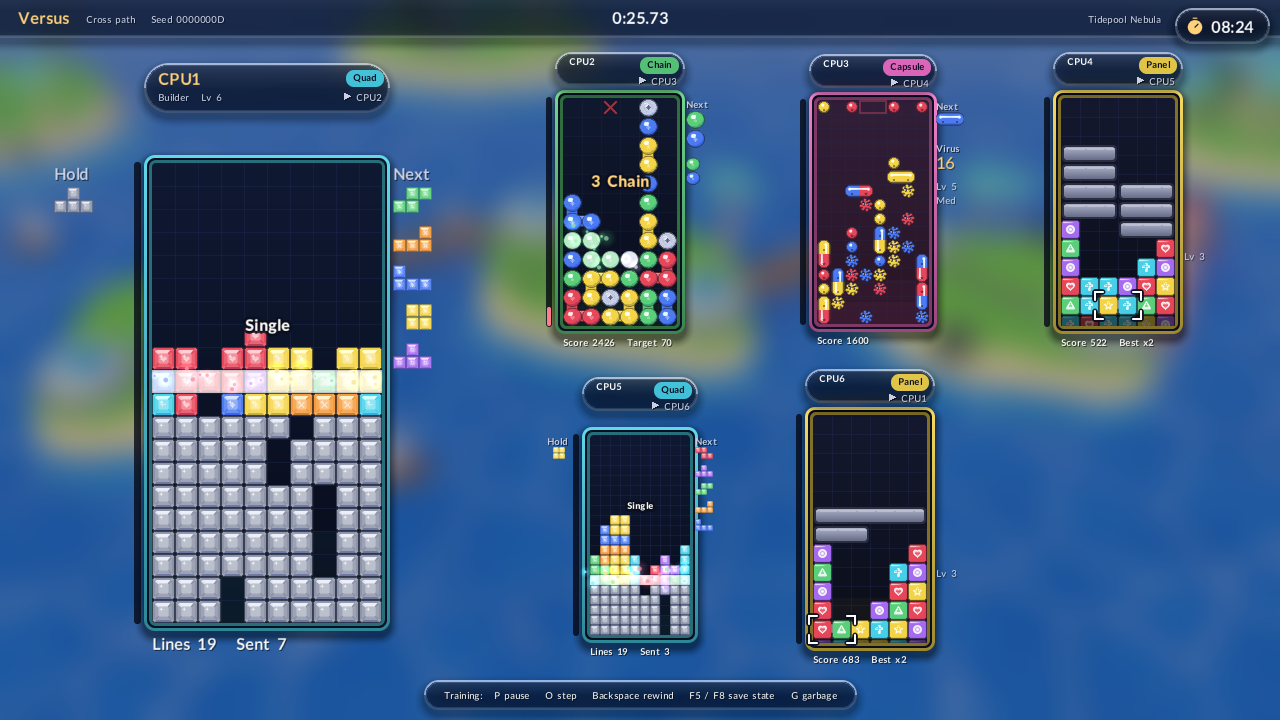 Versus Cross path Seed 0000000D
0:25.73
Tidepool Nebula
08:24
CPU1
Quad
Builder Lv 6
CPU2
Hold
Next
Single
Lines 19 Sent 7
CPU2
Chain
CPU3
Next
3 Chain
Score 2426 Target 70
CPU3
Capsule
CPU4
Next
Virus
16
Lv 5
Med
Score 1600
CPU4
Panel
CPU5
Lv 3
Score 522 Best x2
CPU5
Quad
CPU6
Hold
Next
Single
Lines 19 Sent 3
CPU6
Panel
CPU1
Lv 3
Score 683 Best x2
Training: P pause O step Backspace rewind F5 / F8 save state G garbage